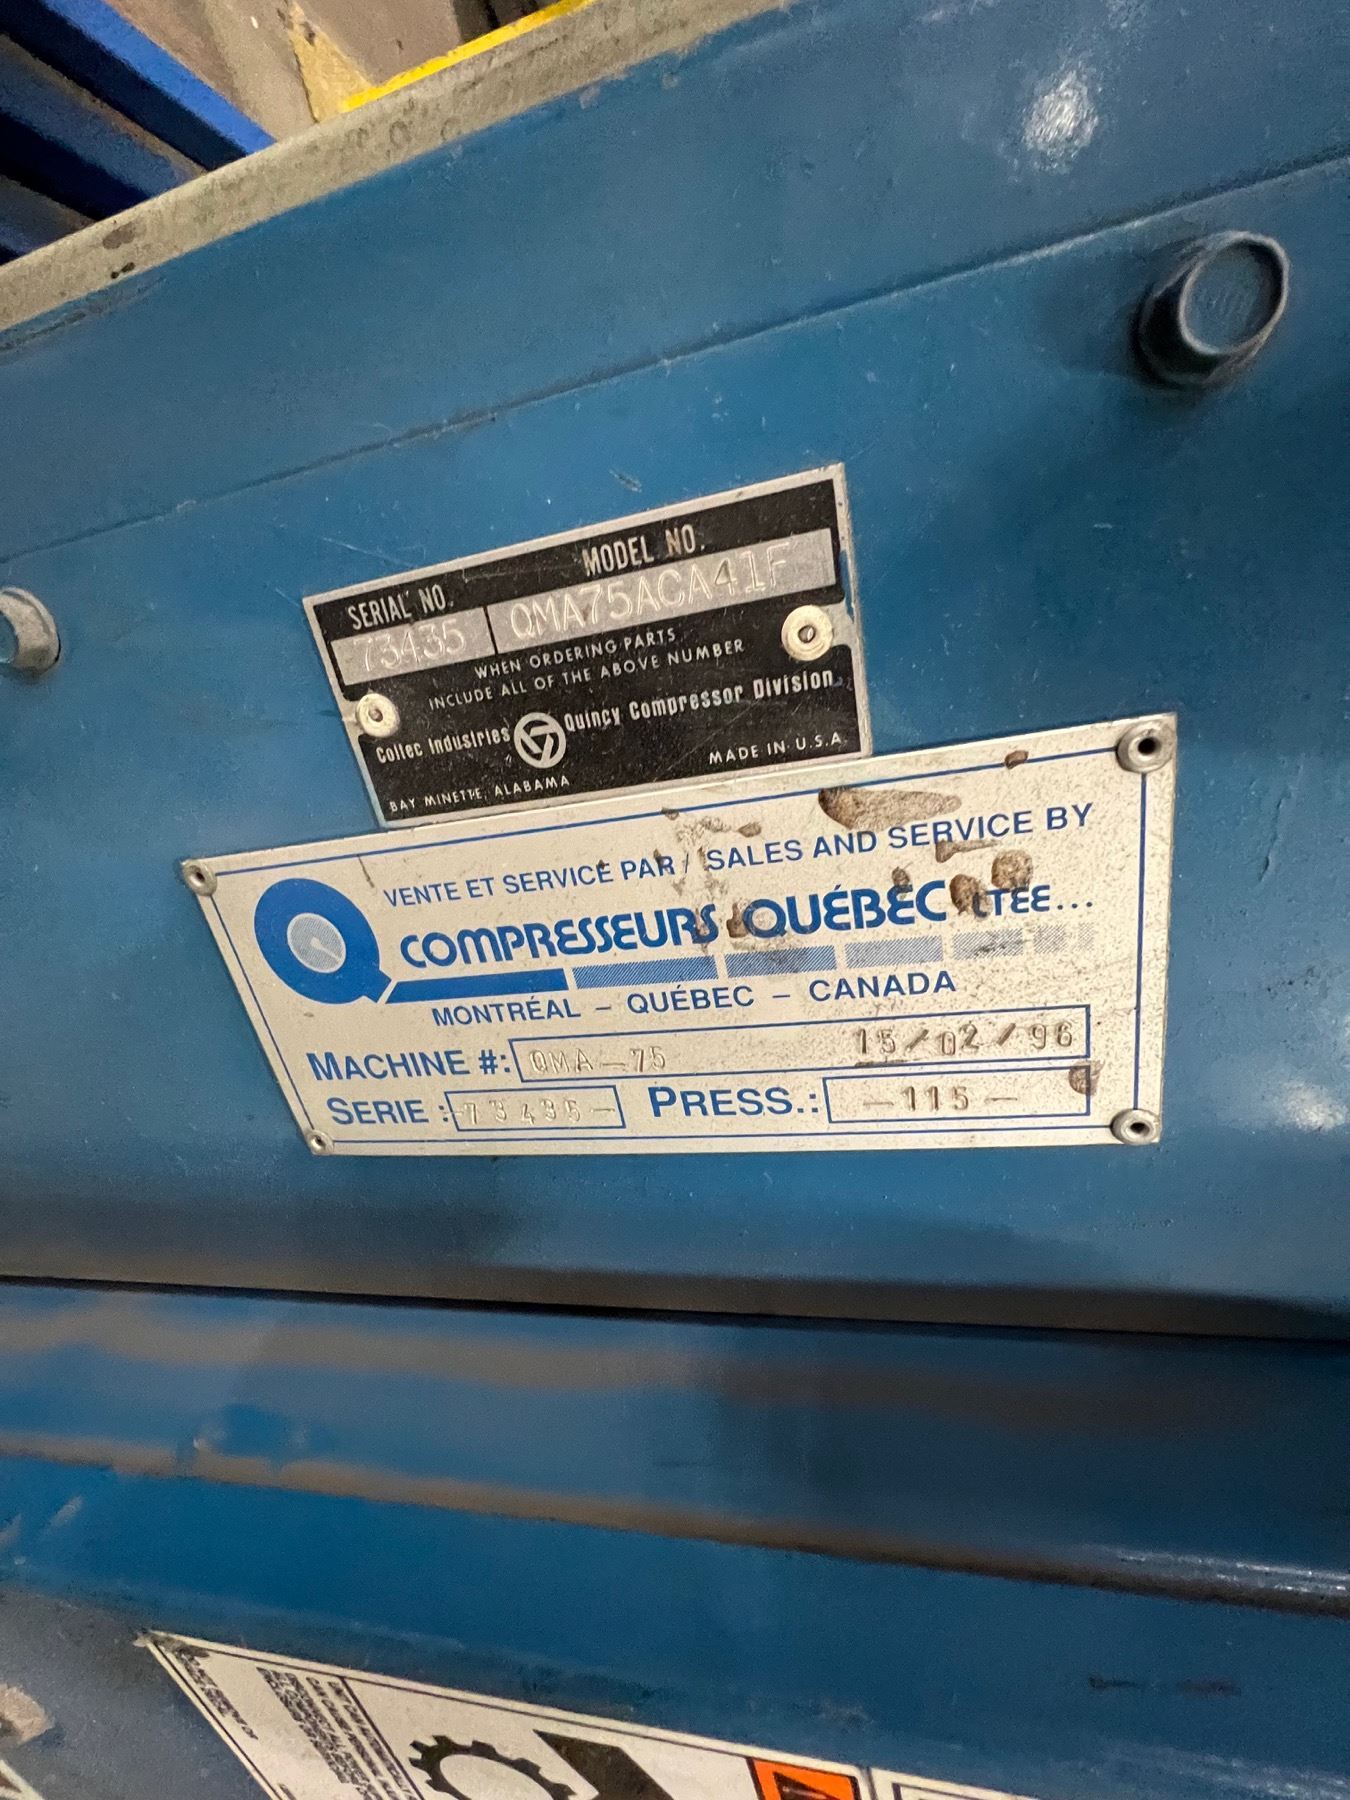 SERIAL NO. MODEL NO.
73435 QMA75ACA41F
WHEN ORDERING PARTS
INCLUDE ALL OF THE ABOVE NUMBER
Coltec Industries Quincy Compressor Division
BAY MINETTE, ALABAMA MADE IN U.S.A.
VENTE ET SERVICE PAR / SALES AND SERVICE BY
COMPRESSEURS QUÉBEC LTÉE...
MONTRÉAL – QUÉBEC – CANADA
MACHINE #: QMA-75 15/02/96
SERIE : -73435- PRESS.: -115-